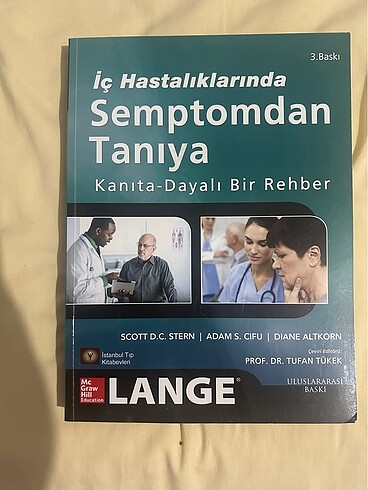 3.Baskı
İç Hastalıklarında
Semptomdan
Tanıya
Kanıta-Dayalı Bir Rehber
SCOTT D.C. STERN | ADAM S. CIFU | DIANE ALTKORN
Çeviri Editörü:
PROF. DR. TUFAN TÜKEK
İstanbul Tıp
Kitabevleri
Mc
Graw
Hill
Education
LANGE®
ULUSLARARASI
BASKI